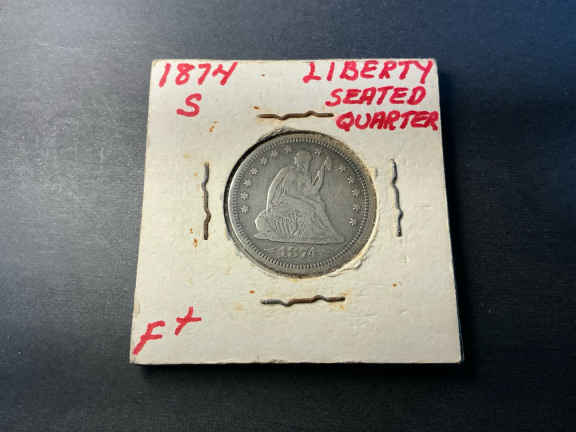 1874 LIBERTY
S SEATED
QUARTER
1874
F+